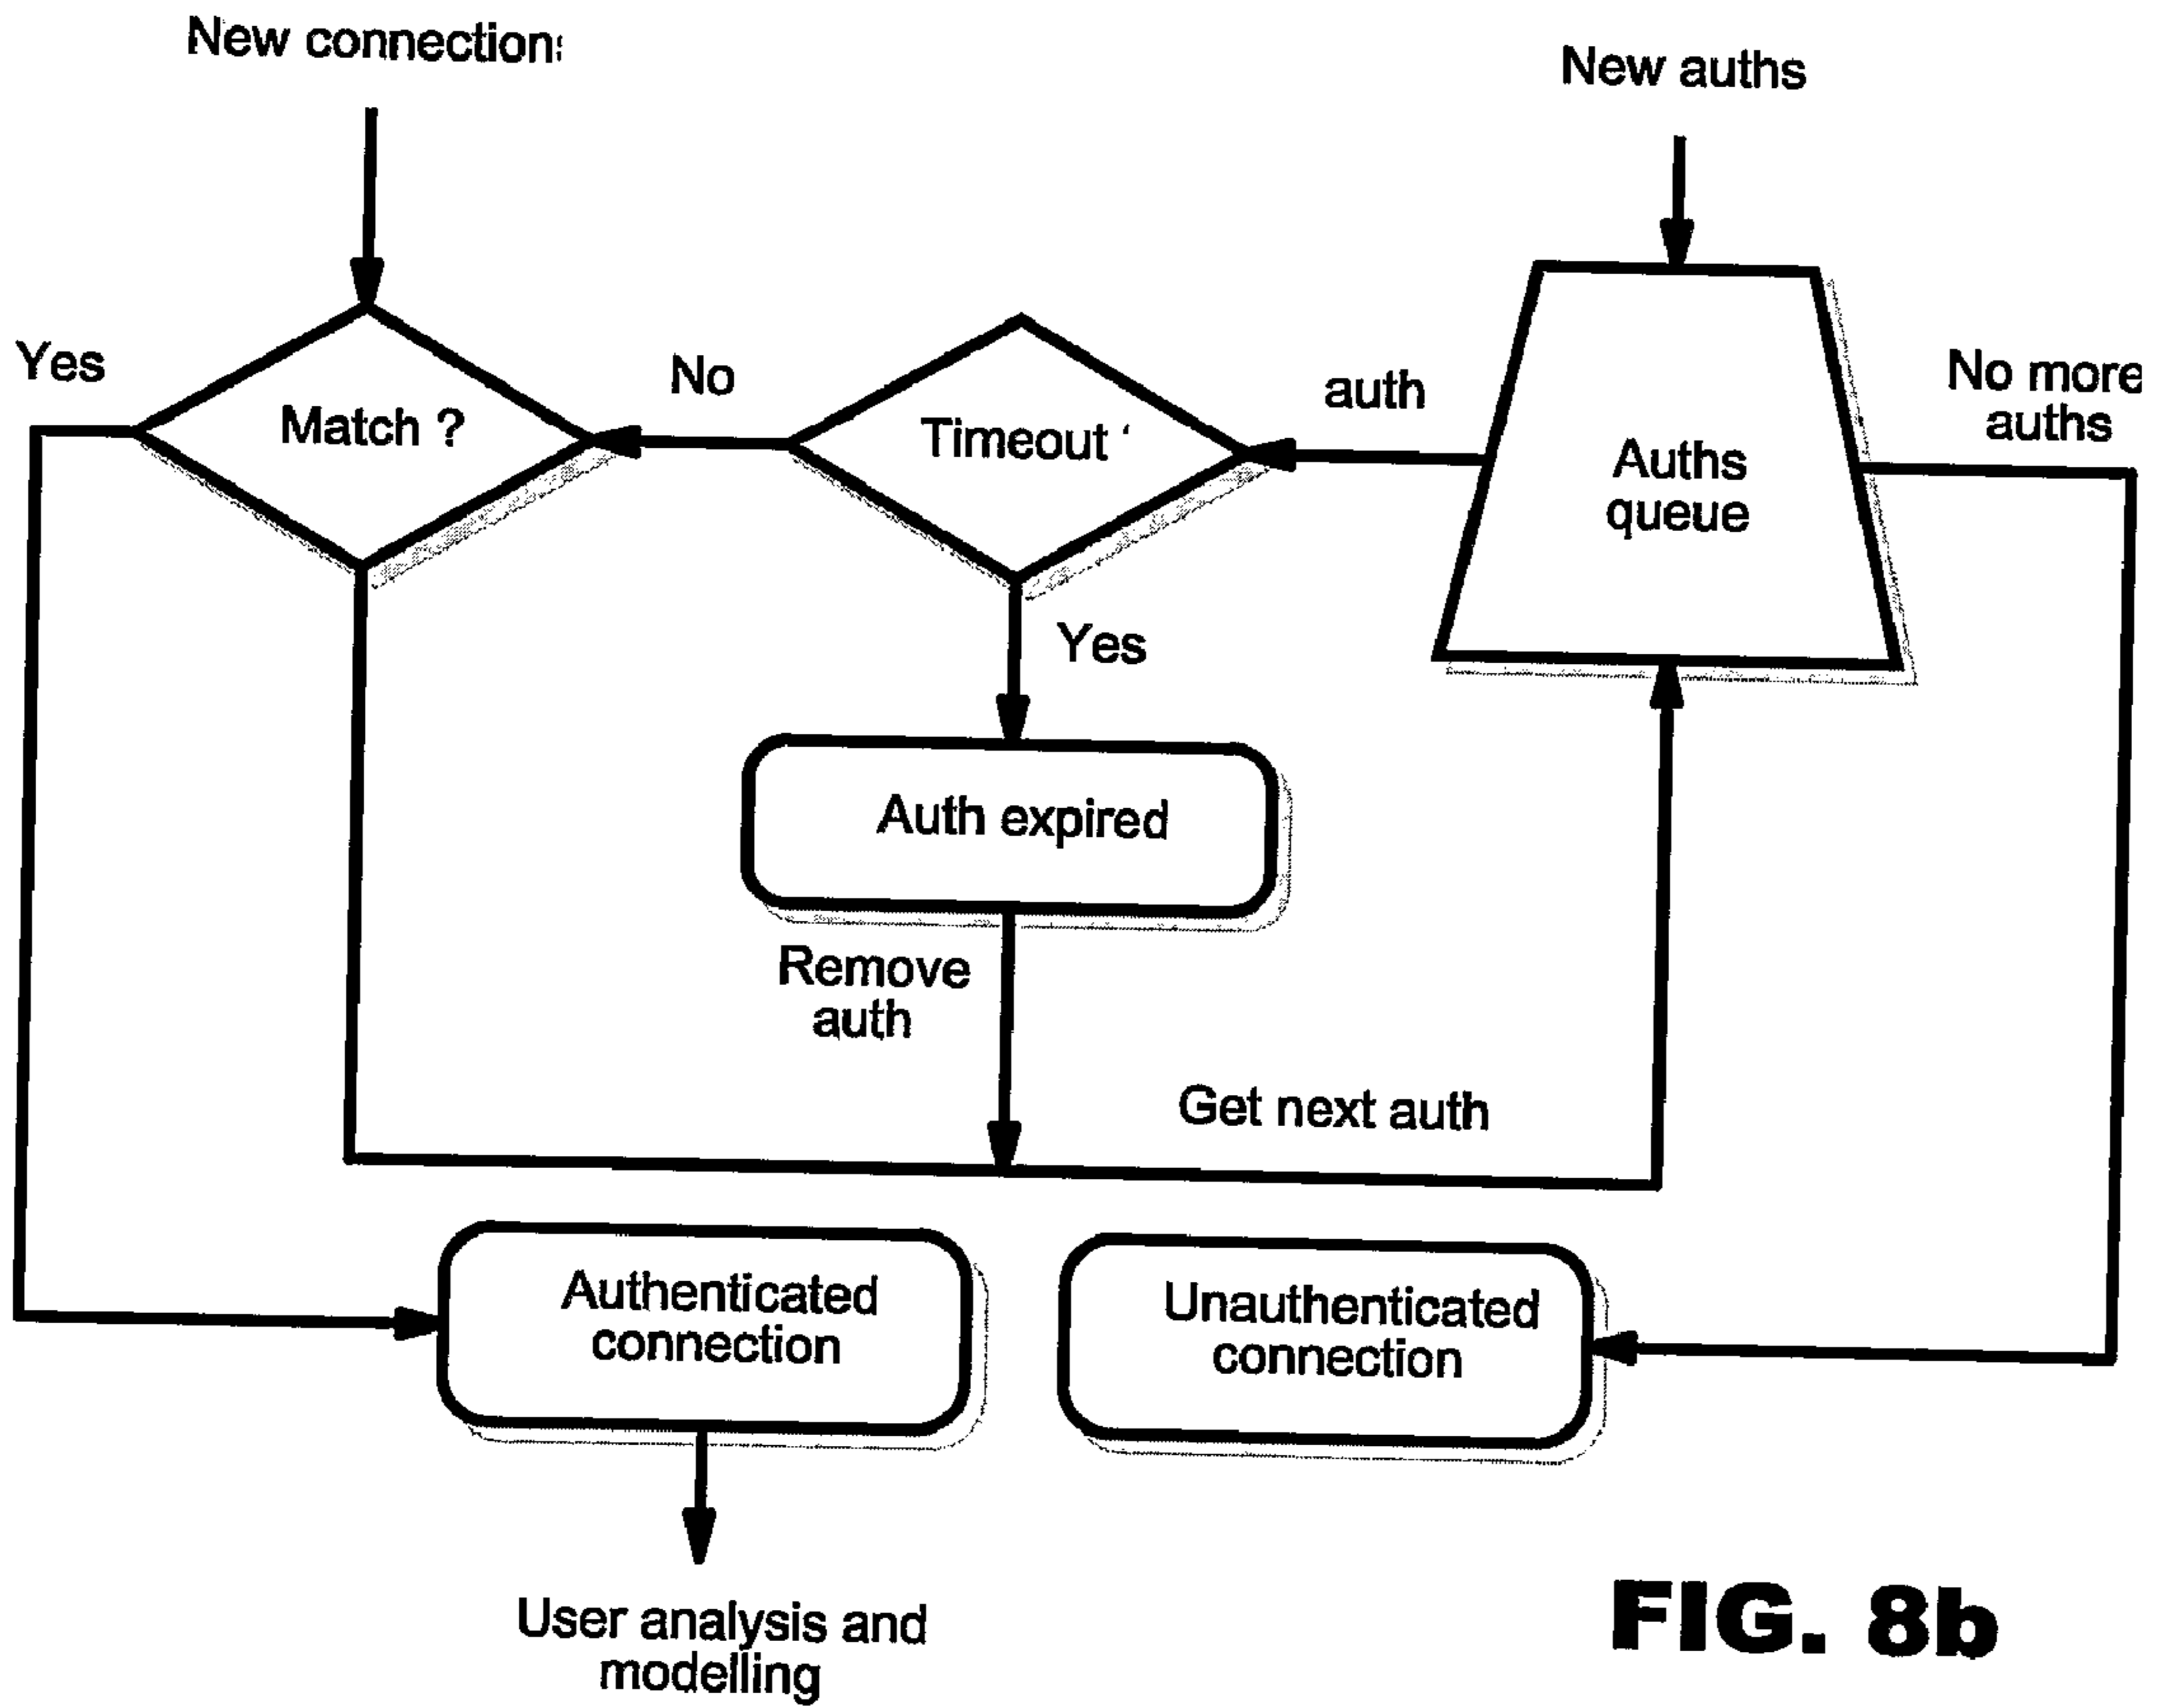 New connection
New auths
Yes
Match ?
No
Timeout
auth
Auths
queue
No more
auths
Yes
Auth expired
Remove
auth
Get next auth
Authenticated
connection
Unauthenticated
connection
User analysis and
modelling
FIG. 8b